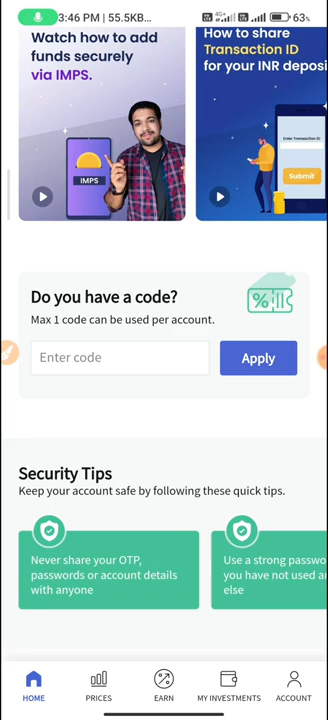 3:46 PM | 55.5KB...
4G+
63%
Watch how to add
funds securely
via IMPS.
IMPS
How to share
Transaction ID
for your INR deposi
Enter Transaction ID
Submit
Do you have a code?
Max 1 code can be used per account.
%
Enter code
Apply
Security Tips
Keep your account safe by following these quick tips.
Never share your OTP,
passwords or account details
with anyone
Use a strong passwo
you have not used a
else
HOME
PRICES
EARN
MY INVESTMENTS
ACCOUNT